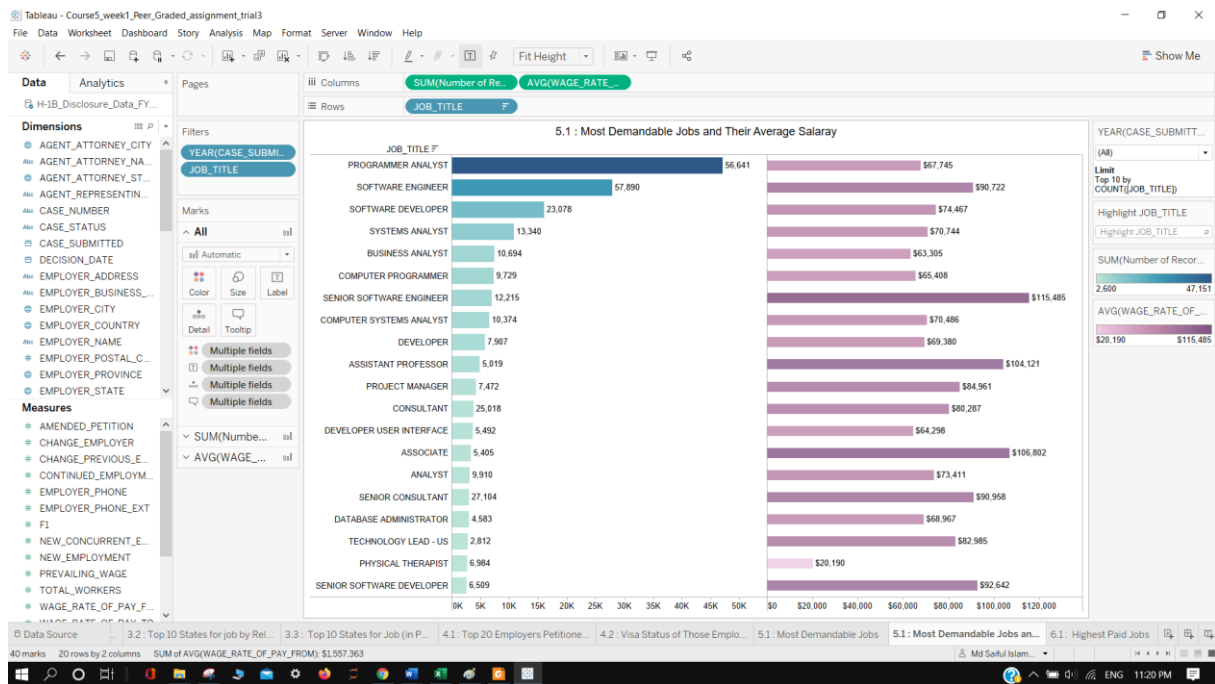 Tableau - Course5_week1_Peer_Graded_assignment_trial3
File Data Worksheet Dashboard Story Analysis Map Format Server Window Help
Fit Height
Show Me
Data Analytics
H-1B_Disclosure_Data_FY...
Dimensions
AGENT_ATTORNEY_CITY
Abc AGENT_ATTORNEY_NA...
AGENT_ATTORNEY_ST...
Abc AGENT_REPRESENTIN...
Abc CASE_NUMBER
Abc CASE_STATUS
CASE_SUBMITTED
DECISION_DATE
Abc EMPLOYER_ADDRESS
Abc EMPLOYER_BUSINESS_...
EMPLOYER_CITY
EMPLOYER_COUNTRY
Abc EMPLOYER_NAME
# EMPLOYER_POSTAL_C...
EMPLOYER_PROVINCE
EMPLOYER_STATE
Measures
# AMENDED_PETITION
# CHANGE_EMPLOYER
# CHANGE_PREVIOUS_E...
# CONTINUED_EMPLOYM...
# EMPLOYER_PHONE
# EMPLOYER_PHONE_EXT
# F1
# NEW_CONCURRENT_E...
# NEW_EMPLOYMENT
# PREVAILING_WAGE
# TOTAL_WORKERS
# WAGE_RATE_OF_PAY_F...
Pages
Filters
YEAR(CASE_SUBMI...
JOB_TITLE
Marks
All
Automatic
Color Size Label
Detail Tooltip
Multiple fields
Multiple fields
Multiple fields
Multiple fields
SUM(Numbe...
AVG(WAGE_...
Columns SUM(Number of Re.. AVG(WAGE_RATE_..
Rows JOB_TITLE
5.1 : Most Demandable Jobs and Their Average Salaray
JOB_TITLE
PROGRAMMER ANALYST 56,641 $67,745
SOFTWARE ENGINEER 57,890 $90,722
SOFTWARE DEVELOPER 23,078 $74,467
SYSTEMS ANALYST 13,340 $70,744
BUSINESS ANALYST 10,694 $63,305
COMPUTER PROGRAMMER 9,729 $65,408
SENIOR SOFTWARE ENGINEER 12,215 $115,485
COMPUTER SYSTEMS ANALYST 10,374 $70,486
DEVELOPER 7,907 $69,380
ASSISTANT PROFESSOR 5,019 $104,121
PROJECT MANAGER 7,472 $84,961
CONSULTANT 25,018 $80,287
DEVELOPER USER INTERFACE 5,492 $64,298
ASSOCIATE 5,405 $106,802
ANALYST 9,910 $73,411
SENIOR CONSULTANT 27,104 $90,958
DATABASE ADMINISTRATOR 4,583 $68,967
TECHNOLOGY LEAD - US 2,812 $82,985
PHYSICAL THERAPIST 6,984 $20,190
SENIOR SOFTWARE DEVELOPER 6,509 $92,642
0K 5K 10K 15K 20K 25K 30K 35K 40K 45K 50K $0 $20,000 $40,000 $60,000 $80,000 $100,000 $120,000
YEAR(CASE_SUBMITT...
(All)
Limit
Top 10 by
COUNT([JOB_TITLE])
Highlight JOB_TITLE
Highlight JOB_TITLE
SUM(Number of Recor...
2,600 47,151
AVG(WAGE_RATE_OF_...
$20,190 $115,485
Data Source 3.2 : Top 10 States for job by Rel... 3.3 : Top 10 States for Job (in P... 4.1 : Top 20 Employers Petitione... 4.2 : Visa Status of Those Emplo... 5.1: Most Demandable Jobs 5.1 : Most Demandable Jobs an... 6.1 : Highest Paid Jobs
40 marks 20 rows by 2 columns SUM of AVG(WAGE_RATE_OF_PAY_FROM): $1,557,363
Md Saiful Islam...
ENG 11:20 PM